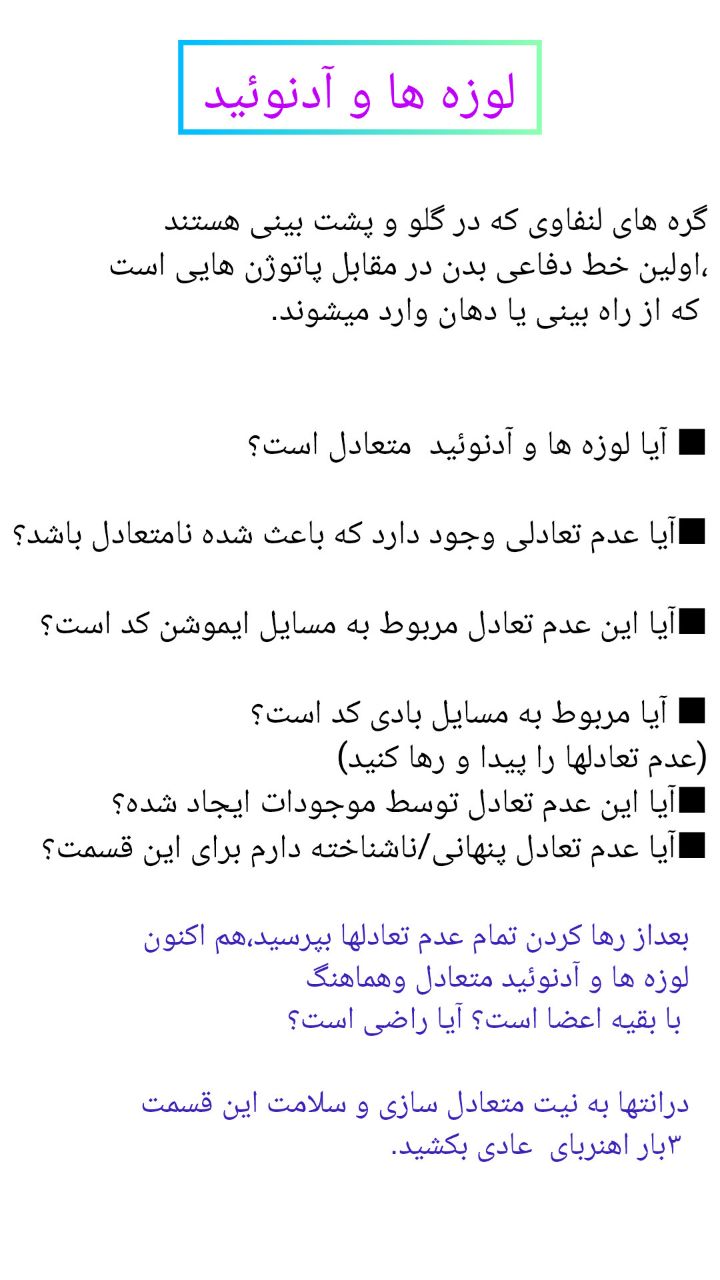 لوزه ها و آدنوئید
گره های لنفاوی که در گلو و پشت بینی هستند
،اولین خط دفاعی بدن در مقابل پاتوژن هایی است
که از راه بینی یا دهان وارد میشوند.
■ آیا لوزه ها و آدنوئید متعادل است؟
■آیا عدم تعادلی وجود دارد که باعث شده نامتعادل باشد؟
■آیا این عدم تعادل مربوط به مسایل ایموشن کد است؟
■ آیا مربوط به مسایل بادی کد است؟
(عدم تعادلها را پیدا و رها کنید)
■آیا این عدم تعادل توسط موجودات ایجاد شده؟
■آیا عدم تعادل پنهانی/ناشناخته دارم برای این قسمت؟
بعداز رها کردن تمام عدم تعادلها بپرسید،هم اکنون
لوزه ها و آدنوئید متعادل وهماهنگ
با بقیه اعضا است؟ آیا راضی است؟
درانتها به نیت متعادل سازی و سلامت این قسمت
۳بار اهنربای عادی بکشید.